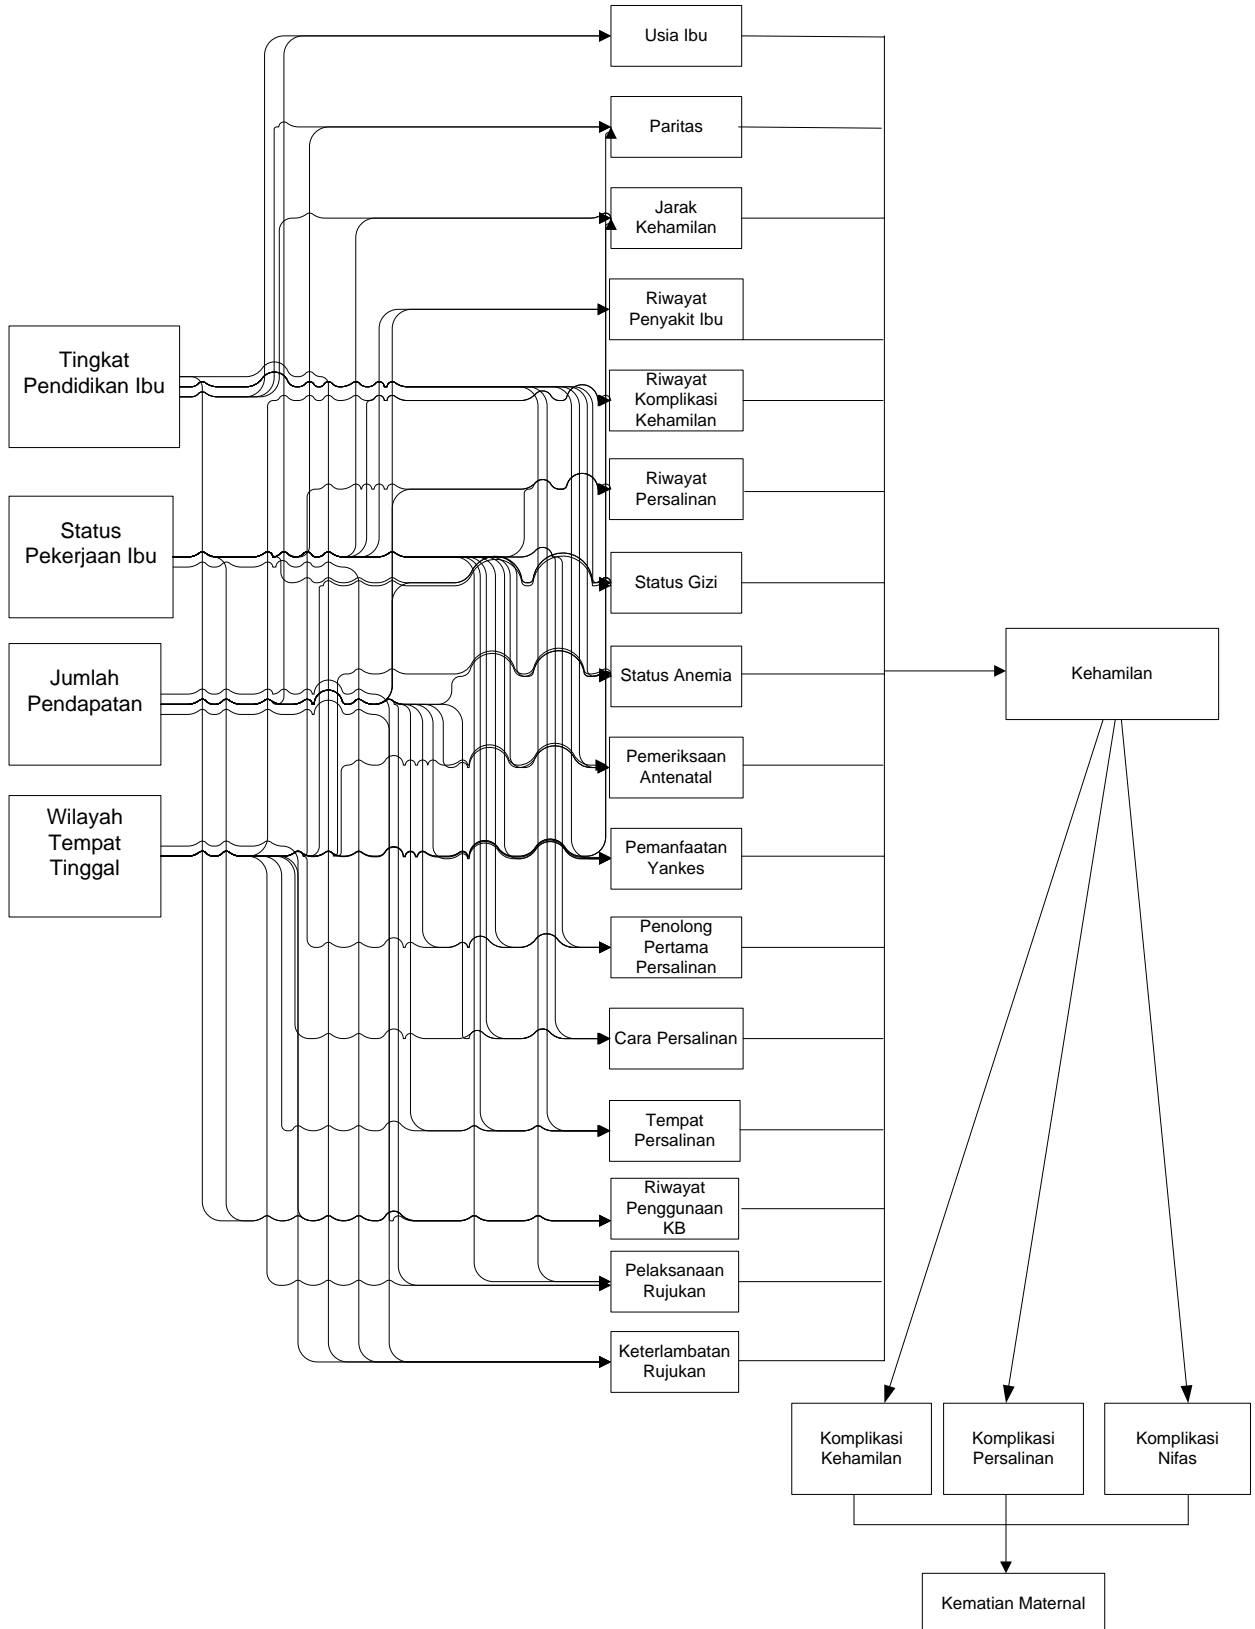 Tingkat
Pendidikan Ibu
Status
Pekerjaan Ibu
Jumlah
Pendapatan
Wilayah
Tempat
Tinggal
Usia Ibu
Paritas
Jarak
Kehamilan
Riwayat
Penyakit Ibu
Riwayat
Komplikasi
Kehamilan
Riwayat
Persalinan
Status Gizi
Status Anemia
Pemeriksaan
Antenatal
Pemanfaatan
Yankes
Penolong
Pertama
Persalinan
Cara Persalinan
Tempat
Persalinan
Riwayat
Penggunaan
KB
Pelaksanaan
Rujukan
Keterlambatan
Rujukan
Kehamilan
Komplikasi
Kehamilan
Komplikasi
Persalinan
Komplikasi
Nifas
Kematian Maternal